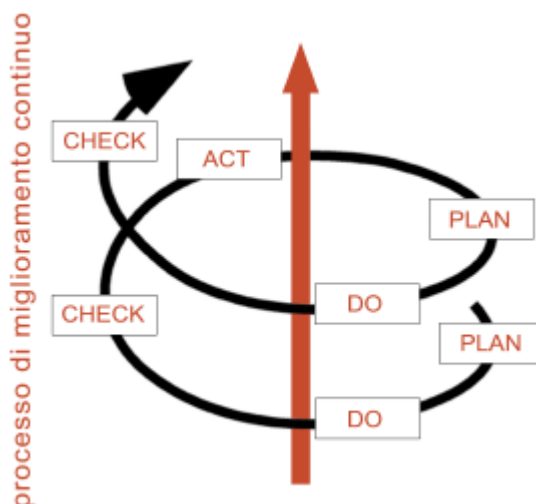 processo di miglioramento continuo
CHECK
ACT
PLAN
DO
CHECK
PLAN
DO